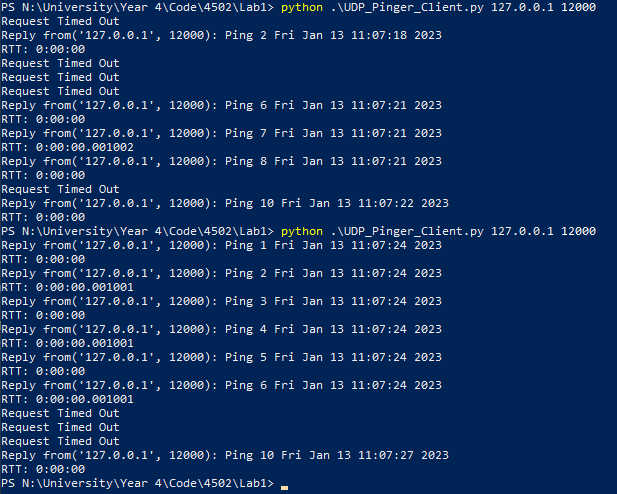 PS N:\University\Year 4\Code\4502\Lab1> python .\UDP_Pinger_Client.py 127.0.0.1 12000
Request Timed Out
Reply from('127.0.0.1', 12000): Ping 2 Fri Jan 13 11:07:18 2023
RTT: 0:00:00
Request Timed Out
Request Timed Out
Request Timed Out
Reply from('127.0.0.1', 12000): Ping 6 Fri Jan 13 11:07:21 2023
RTT: 0:00:00
Reply from('127.0.0.1', 12000): Ping 7 Fri Jan 13 11:07:21 2023
RTT: 0:00:00.001002
Reply from('127.0.0.1', 12000): Ping 8 Fri Jan 13 11:07:21 2023
RTT: 0:00:00
Request Timed Out
Reply from('127.0.0.1', 12000): Ping 10 Fri Jan 13 11:07:22 2023
RTT: 0:00:00
PS N:\University\Year 4\Code\4502\Lab1> python .\UDP_Pinger_Client.py 127.0.0.1 12000
Reply from('127.0.0.1', 12000): Ping 1 Fri Jan 13 11:07:24 2023
RTT: 0:00:00
Reply from('127.0.0.1', 12000): Ping 2 Fri Jan 13 11:07:24 2023
RTT: 0:00:00.001001
Reply from('127.0.0.1', 12000): Ping 3 Fri Jan 13 11:07:24 2023
RTT: 0:00:00
Reply from('127.0.0.1', 12000): Ping 4 Fri Jan 13 11:07:24 2023
RTT: 0:00:00.001001
Reply from('127.0.0.1', 12000): Ping 5 Fri Jan 13 11:07:24 2023
RTT: 0:00:00
Reply from('127.0.0.1', 12000): Ping 6 Fri Jan 13 11:07:24 2023
RTT: 0:00:00.001001
Request Timed Out
Request Timed Out
Request Timed Out
Reply from('127.0.0.1', 12000): Ping 10 Fri Jan 13 11:07:27 2023
RTT: 0:00:00
PS N:\University\Year 4\Code\4502\Lab1>